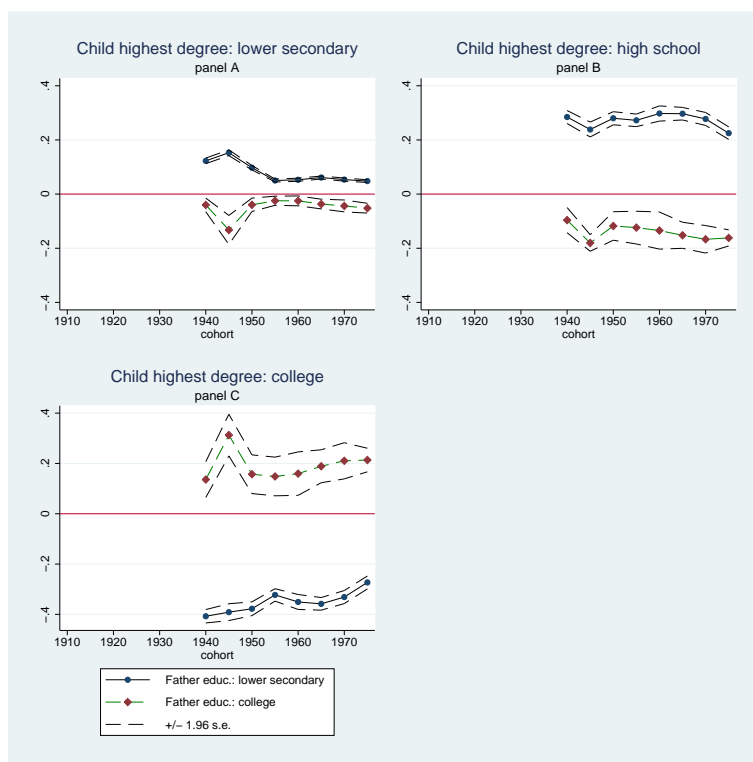 Child highest degree: lower secondary
panel A
.4
.2
0
-.2
-.4
1910 1920 1930 1940 1950 1960 1970
cohort
Child highest degree: high school
panel B
.4
.2
0
-.2
-.4
1910 1920 1930 1940 1950 1960 1970
cohort
Child highest degree: college
panel C
.4
.2
0
-.2
-.4
1910 1920 1930 1940 1950 1960 1970
cohort
Father educ.: lower secondary
Father educ.: college
+/− 1.96 s.e.